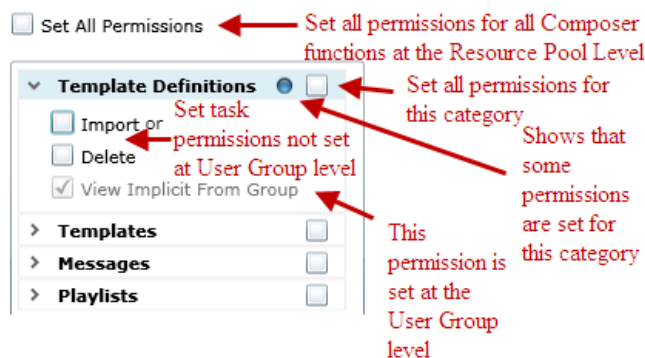 Set All Permissions
Set all permissions for all Composer
functions at the Resource Pool Level
Template Definitions
Set all permissions for
this category
Import or
Delete
View Implicit From Group
Set task
permissions not set
at User Group level
Shows that
some
permissions
are set for
this category
Templates
Messages
Playlists
This
permission is
set at the
User Group
level